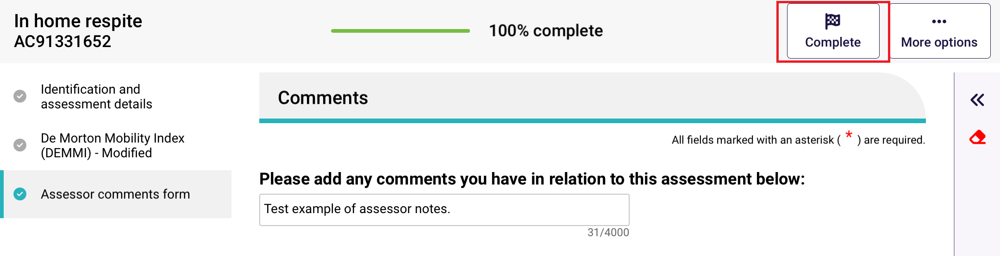 In home respite
AC91331652
100% complete
Complete
More options
Identification and
assessment details
De Morton Mobility Index
(DEMMI) - Modified
Assessor comments form
Comments
All fields marked with an asterisk ( * ) are required.
Please add any comments you have in relation to this assessment below:
Test example of assessor notes.
31/4000